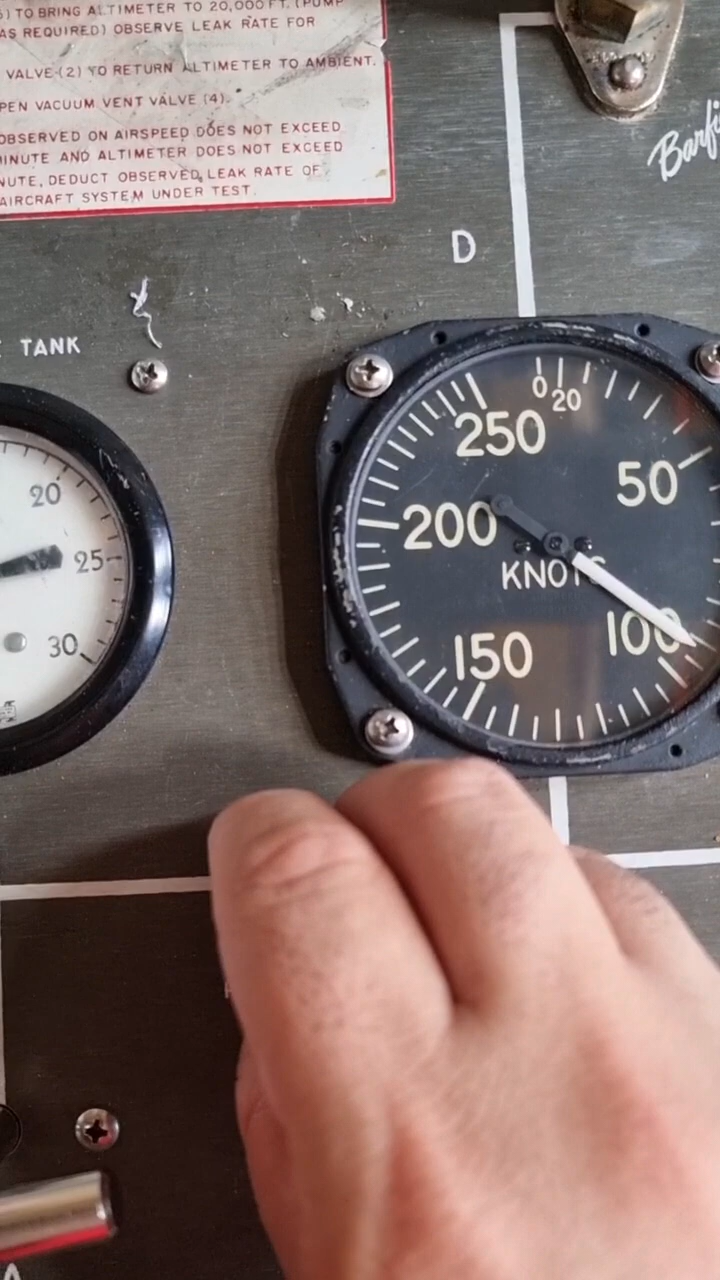 5) TO BRING ALTIMETER TO 20,000 FT. (PUMP
AS REQUIRED) OBSERVE LEAK RATE FOR
VALVE (2) TO RETURN ALTIMETER TO AMBIENT.
PEN VACUUM VENT VALVE (4).
OBSERVED ON AIRSPEED DOES NOT EXCEED
MINUTE AND ALTIMETER DOES NOT EXCEED
NUTE, DEDUCT OBSERVED LEAK RATE OF
AIRCRAFT SYSTEM UNDER TEST.
Barfi
D
TANK
0 20
250
50
200
KNOTS
100
150
20
25
30